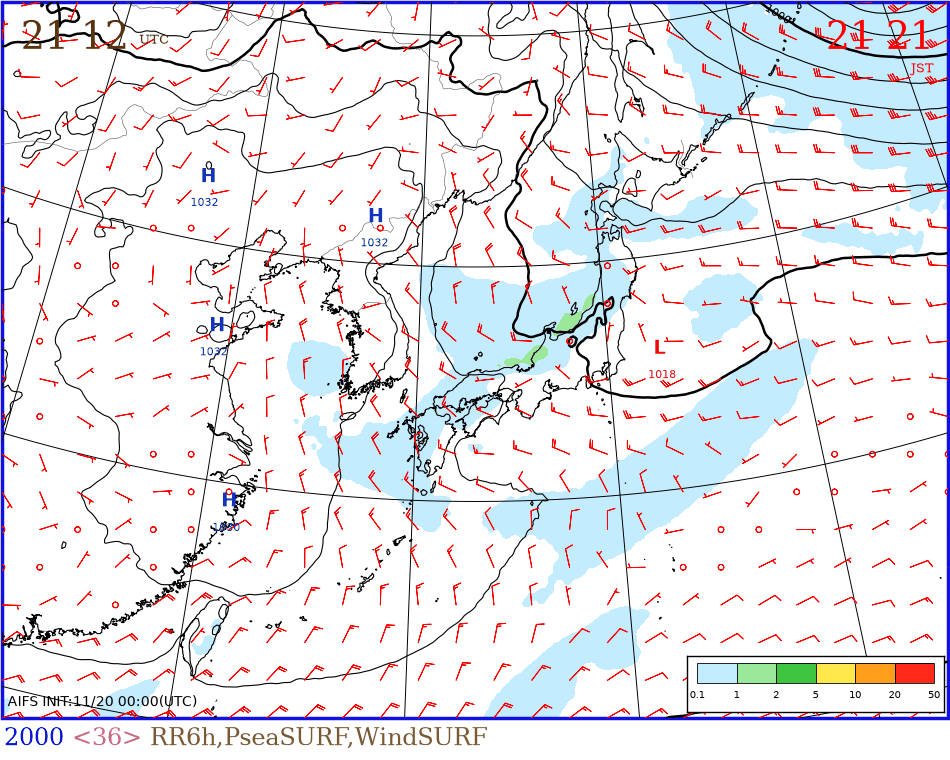 21 12 UTC
21 21
JST
1000
H
1032
H
1032
H
1032
L
1018
H
1030
0.1 1 2 5 10 20 50
AIFS INIT:11/20 00:00(UTC)
2000 <36> RR6h,PseaSURF,WindSURF